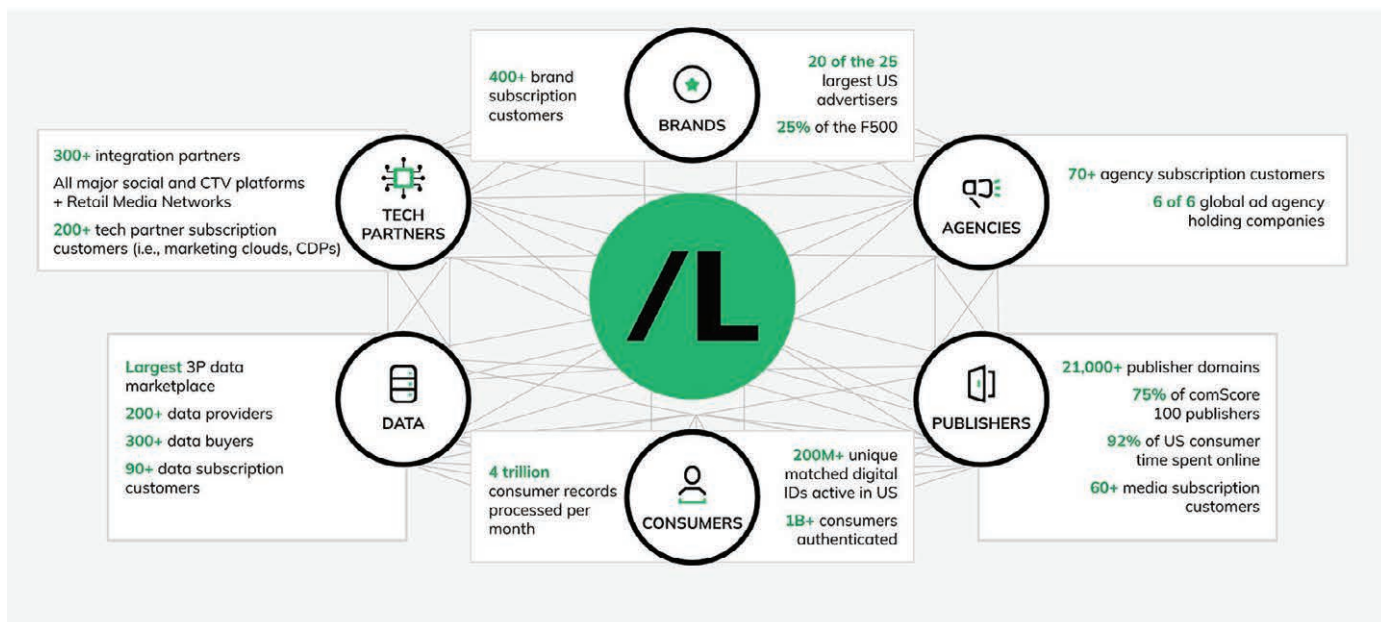 400+ brand
subscription
customers
BRANDS
20 of the 25
largest US
advertisers
25% of the F500
300+ integration partners
All major social and CTV platforms
+ Retail Media Networks
200+ tech partner subscription
customers (i.e., marketing clouds, CDPs)
TECH
PARTNERS
AGENCIES
70+ agency subscription customers
6 of 6 global ad agency
holding companies
/L
Largest 3P data
marketplace
200+ data providers
300+ data buyers
90+ data subscription
customers
DATA
PUBLISHERS
21,000+ publisher domains
75% of comScore
100 publishers
92% of US consumer
time spent online
60+ media subscription
customers
4 trillion
consumer records
processed per
month
CONSUMERS
200M+ unique
matched digital
IDs active in US
1B+ consumers
authenticated